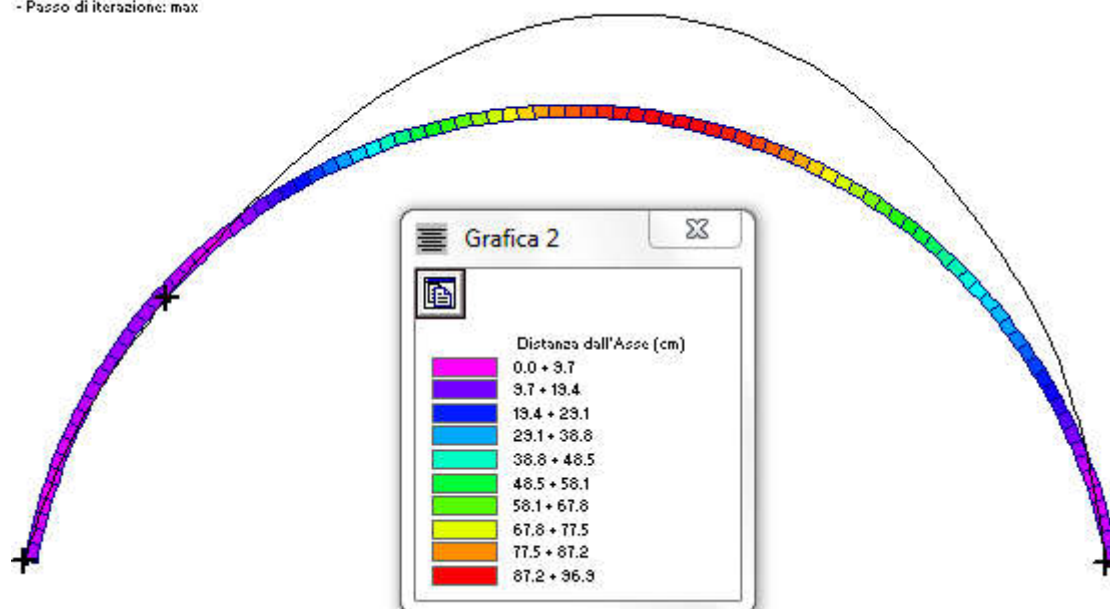 - Passo di iterazione: max
Grafica 2
Distanza dall'Asse (cm)
0.0 ÷ 9.7
9.7 ÷ 19.4
19.4 ÷ 29.1
29.1 ÷ 38.8
38.8 ÷ 48.5
48.5 ÷ 58.1
58.1 ÷ 67.8
67.8 ÷ 77.5
77.5 ÷ 87.2
87.2 ÷ 96.9